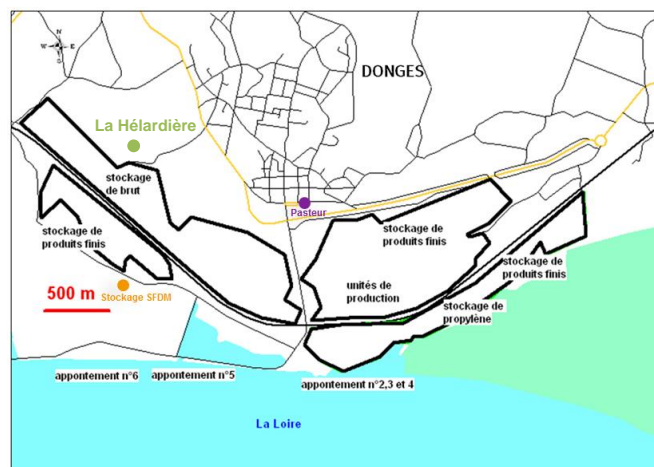 N
W E
S
DONGES
La Hélardière
stockage
de brut
Pasteur
stockage de
produits finis
stockage
de produits finis
stockage de
produits finis
unités de
production
500 m
Stockage SFDM
stockage de
propylène
appontement n°6
appontement n°5
appontement n°2,3 et 4
La Loire